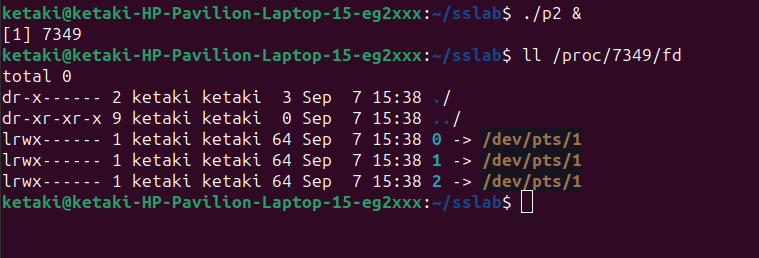 ketaki@ketaki-HP-Pavilion-Laptop-15-eg2xxx:~/sslab$ ./p2 &
[1] 7349
ketaki@ketaki-HP-Pavilion-Laptop-15-eg2xxx:~/sslab$ ll /proc/7349/fd
total 0
dr-x------ 2 ketaki ketaki  3 Sep  7 15:38 ./
dr-xr-xr-x 9 ketaki ketaki  0 Sep  7 15:38 ../
lrwx------ 1 ketaki ketaki 64 Sep  7 15:38 0 -> /dev/pts/1
lrwx------ 1 ketaki ketaki 64 Sep  7 15:38 1 -> /dev/pts/1
lrwx------ 1 ketaki ketaki 64 Sep  7 15:38 2 -> /dev/pts/1
ketaki@ketaki-HP-Pavilion-Laptop-15-eg2xxx:~/sslab$